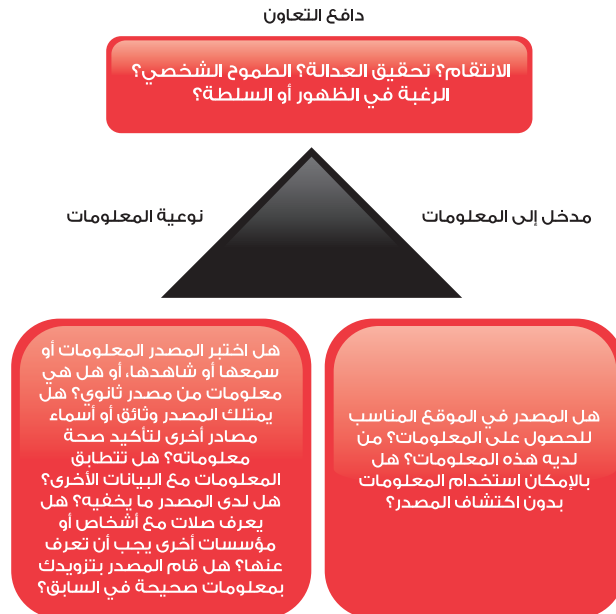 دافع التعاون
الانتقام؟ تحقيق العدالة؟ الطموح الشخصي؟
الرغبة في الظهور أو السلطة؟
مدخل إلى المعلومات
نوعية المعلومات
هل المصدر في الموقع المناسب
للحصول على المعلومات؟ من
لديه هذه المعلومات؟ هل
بالإمكان استخدام المعلومات
بدون اكتشاف المصدر؟
هل اختبر المصدر المعلومات أو
سمعها أو شاهدها، أو هل هي
معلومات من مصدر ثانوي؟ هل
يمتلك المصدر وثائق أو أسماء
مصادر أخرى لتأكيد صحة
معلوماته؟ هل تتطابق
المعلومات مع البيانات الأخرى؟
هل لدى المصدر ما يخفيه؟ هل
يعرف صلات مع أشخاص أو
مؤسسات أخرى يجب أن تعرف
عنها؟ هل قام المصدر بتزويدك
بمعلومات صحيحة في السابق؟